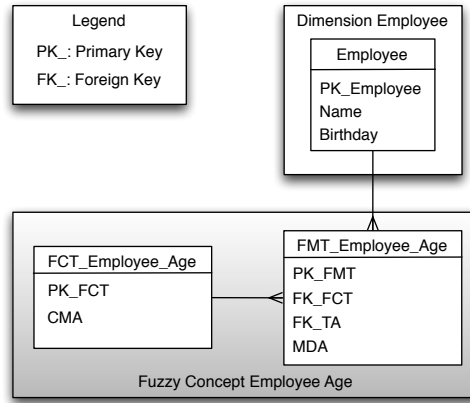 Legend
PK_: Primary Key
FK_: Foreign Key
Dimension Employee
Employee
PK_Employee
Name
Birthday
FCT_Employee_Age
PK_FCT
CMA
FMT_Employee_Age
PK_FMT
FK_FCT
FK_TA
MDA
Fuzzy Concept Employee Age